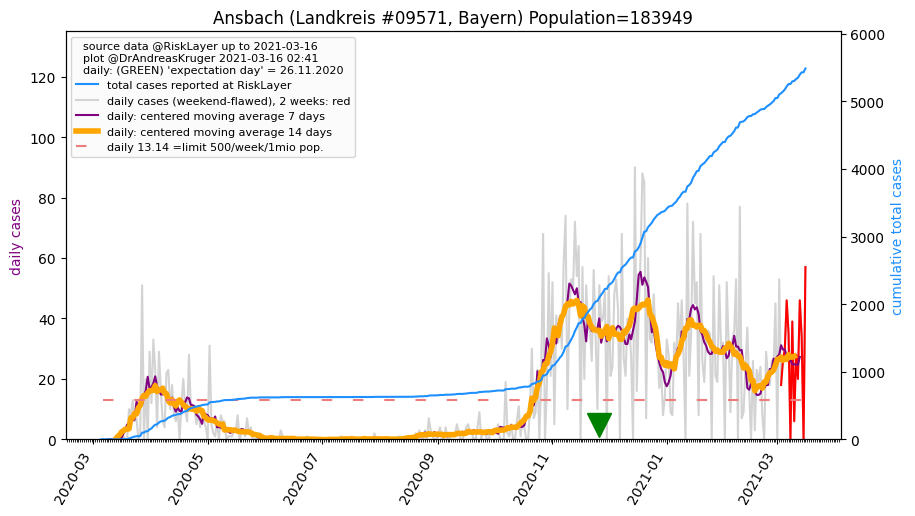 Ansbach (Landkreis #09571, Bayern) Population=183949
source data @RiskLayer up to 2021-03-16
plot @DrAndreasKruger 2021-03-16 02:41
daily: (GREEN) 'expectation day' = 26.11.2020
total cases reported at RiskLayer
daily cases (weekend-flawed), 2 weeks: red
daily: centered moving average 7 days
daily: centered moving average 14 days
daily 13.14 =limit 500/week/1mio pop.
daily cases
120
100
80
60
40
20
0
6000
5000
4000
3000
2000
1000
0
cumulative total cases
2020-03
2020-05
2020-07
2020-09
2020-11
2021-01
2021-03